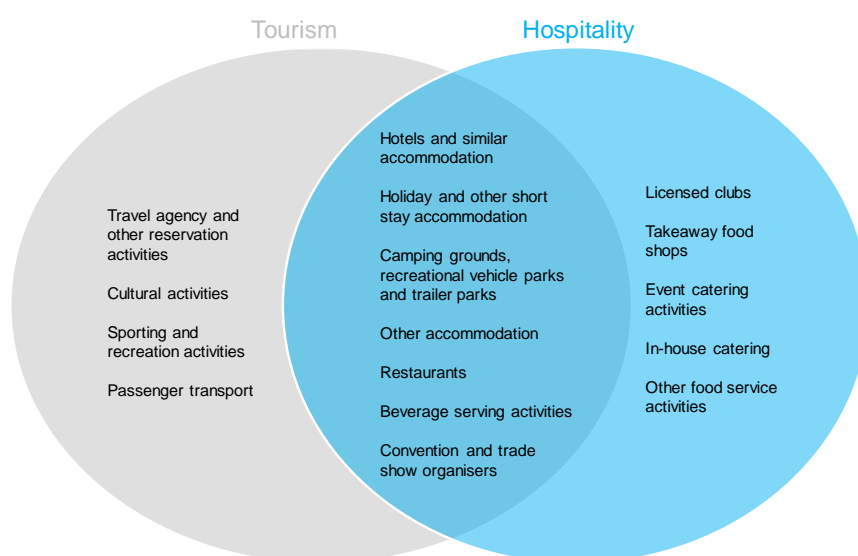 Tourism
Hospitality
Travel agency and
other reservation
activities
Cultural activities
Sporting and
recreation activities
Passenger transport
Hotels and similar
accommodation
Holiday and other short
stay accommodation
Camping grounds,
recreational vehicle parks
and trailer parks
Other accommodation
Restaurants
Beverage serving activities
Convention and trade
show organisers
Licensed clubs
Takeaway food
shops
Event catering
activities
In-house catering
Other food service
activities